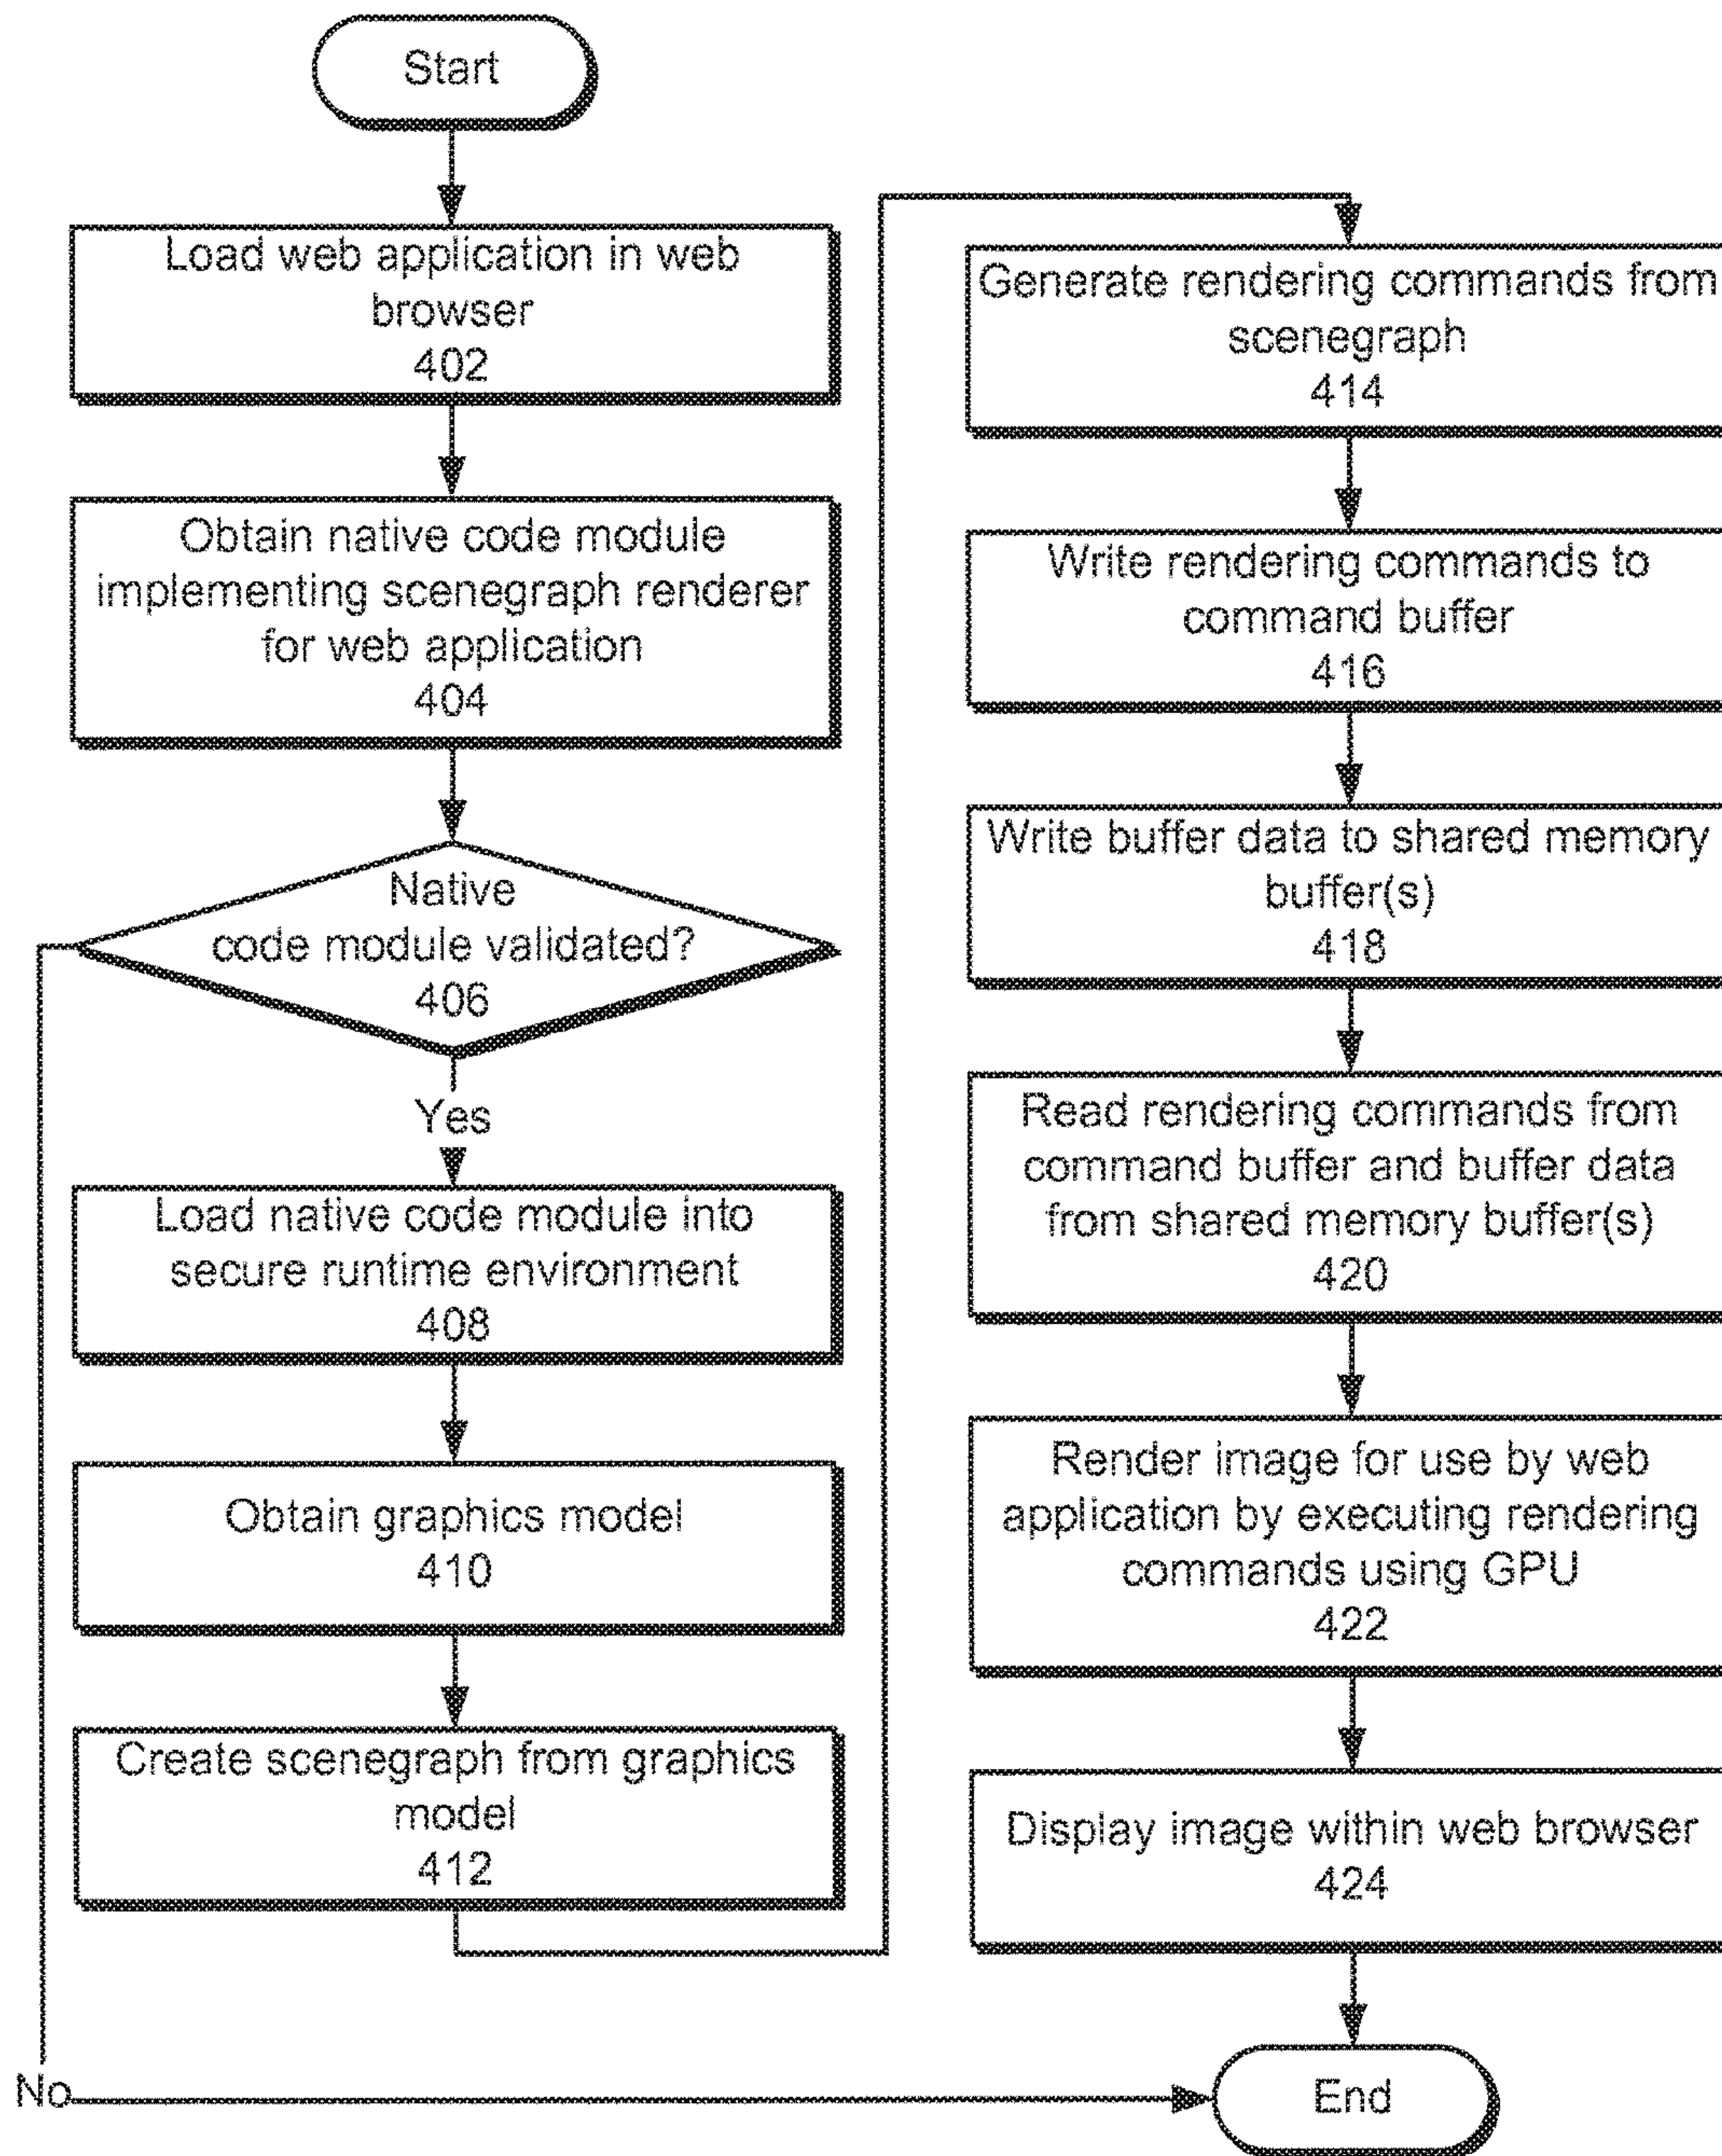 Start
Load web application in web
browser
402
Obtain native code module
implementing scenegraph renderer
for web application
404
Native
code module validated?
406
Yes
Load native code module into
secure runtime environment
408
Obtain graphics model
410
Create scenegraph from graphics
model
412
No
Generate rendering commands from
scenegraph
414
Write rendering commands to
command buffer
416
Write buffer data to shared memory
buffer(s)
418
Read rendering commands from
command buffer and buffer data
from shared memory buffer(s)
420
Render image for use by web
application by executing rendering
commands using GPU
422
Display image within web browser
424
End